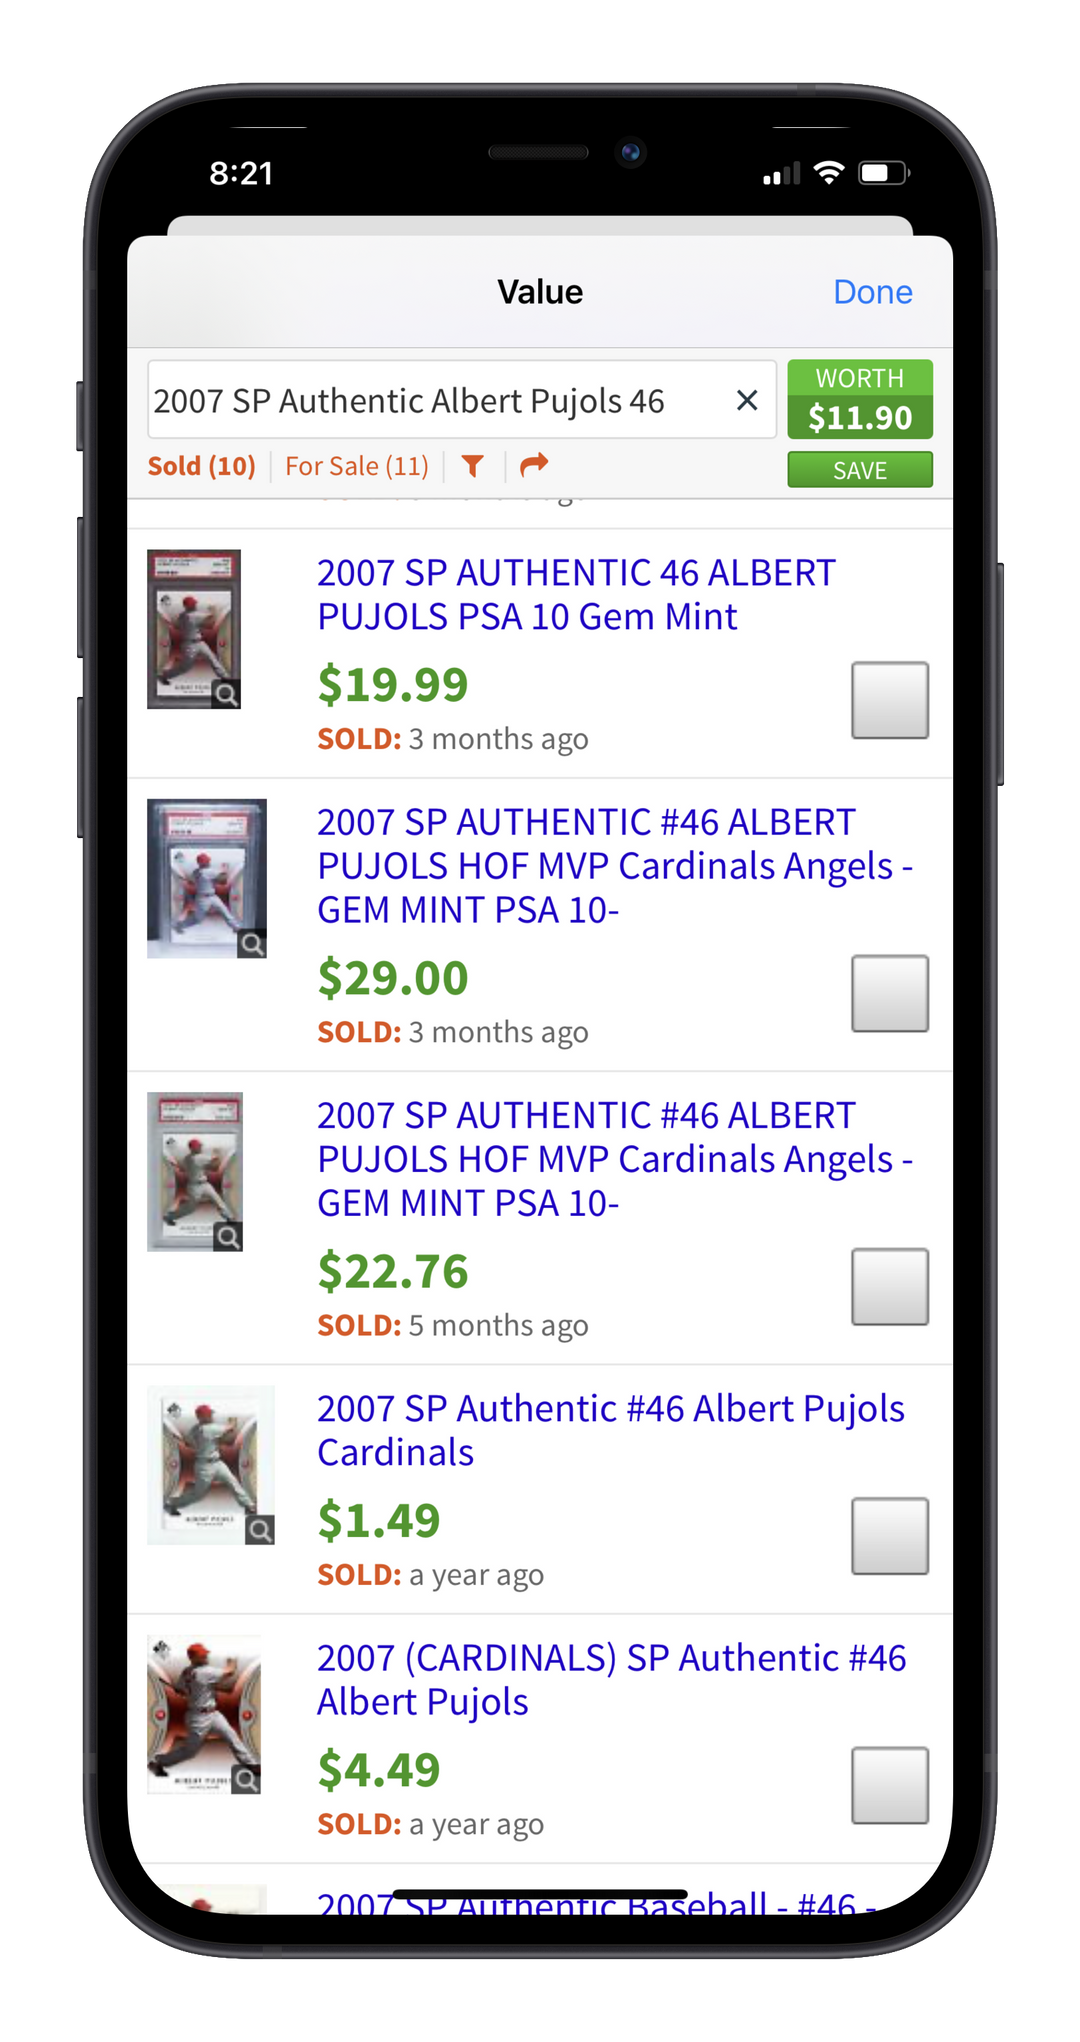 8:21
Value
Done
2007 SP Authentic Albert Pujols 46
WORTH
$11.90
Sold (10)
For Sale (11)
SAVE
2007 SP AUTHENTIC 46 ALBERT
PUJOLS PSA 10 Gem Mint
$19.99
SOLD: 3 months ago
2007 SP AUTHENTIC #46 ALBERT
PUJOLS HOF MVP Cardinals Angels -
GEM MINT PSA 10-
$29.00
SOLD: 3 months ago
2007 SP AUTHENTIC #46 ALBERT
PUJOLS HOF MVP Cardinals Angels -
GEM MINT PSA 10-
$22.76
SOLD: 5 months ago
2007 SP Authentic #46 Albert Pujols
Cardinals
$1.49
SOLD: a year ago
2007 (CARDINALS) SP Authentic #46
Albert Pujols
$4.49
SOLD: a year ago
2007 SP Authentic Baseball - #46 -